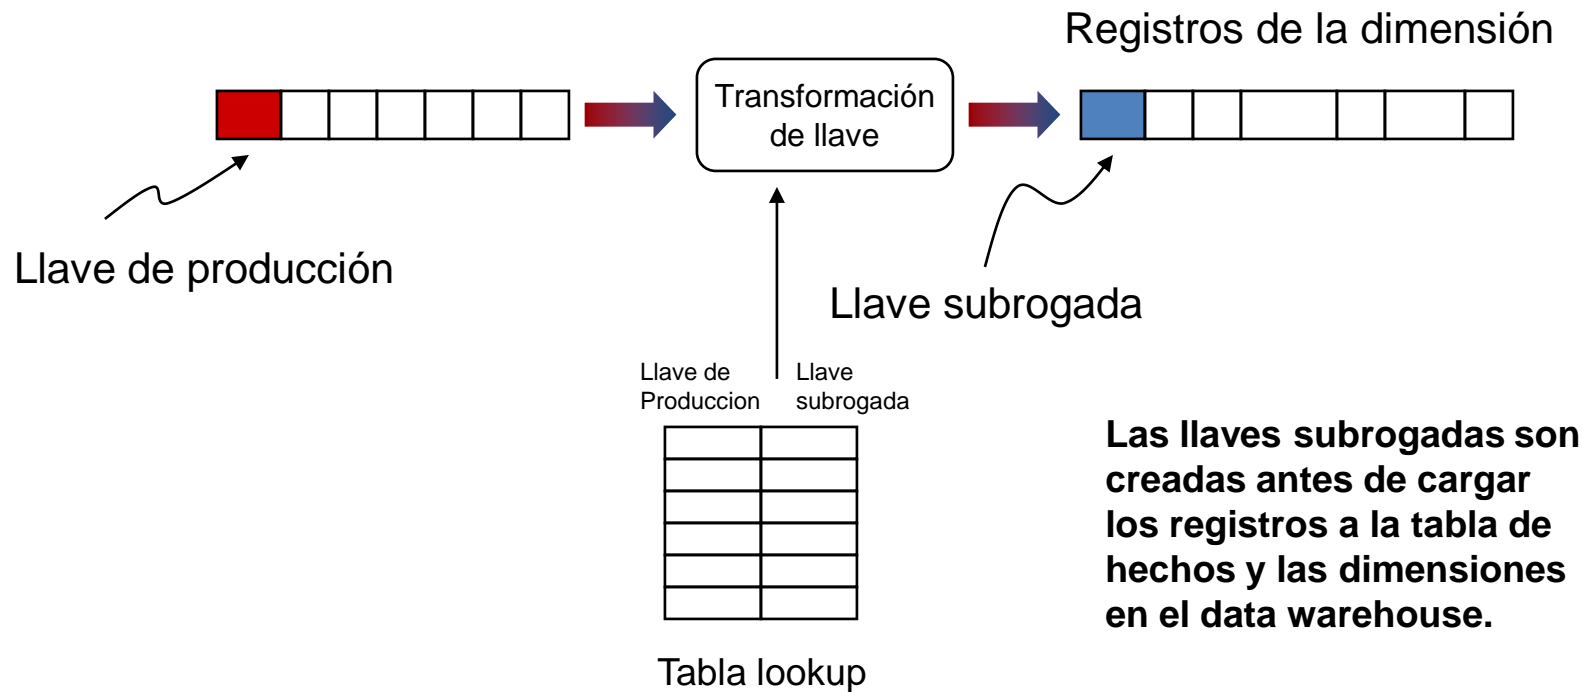 Registros de la dimensión
Transformación
de llave
Llave de producción
Llave subrogada
Llave de
Produccion
Llave
subrogada
Las llaves subrogadas son
creadas antes de cargar
los registros a la tabla de
hechos y las dimensiones
en el data warehouse.
Tabla lookup